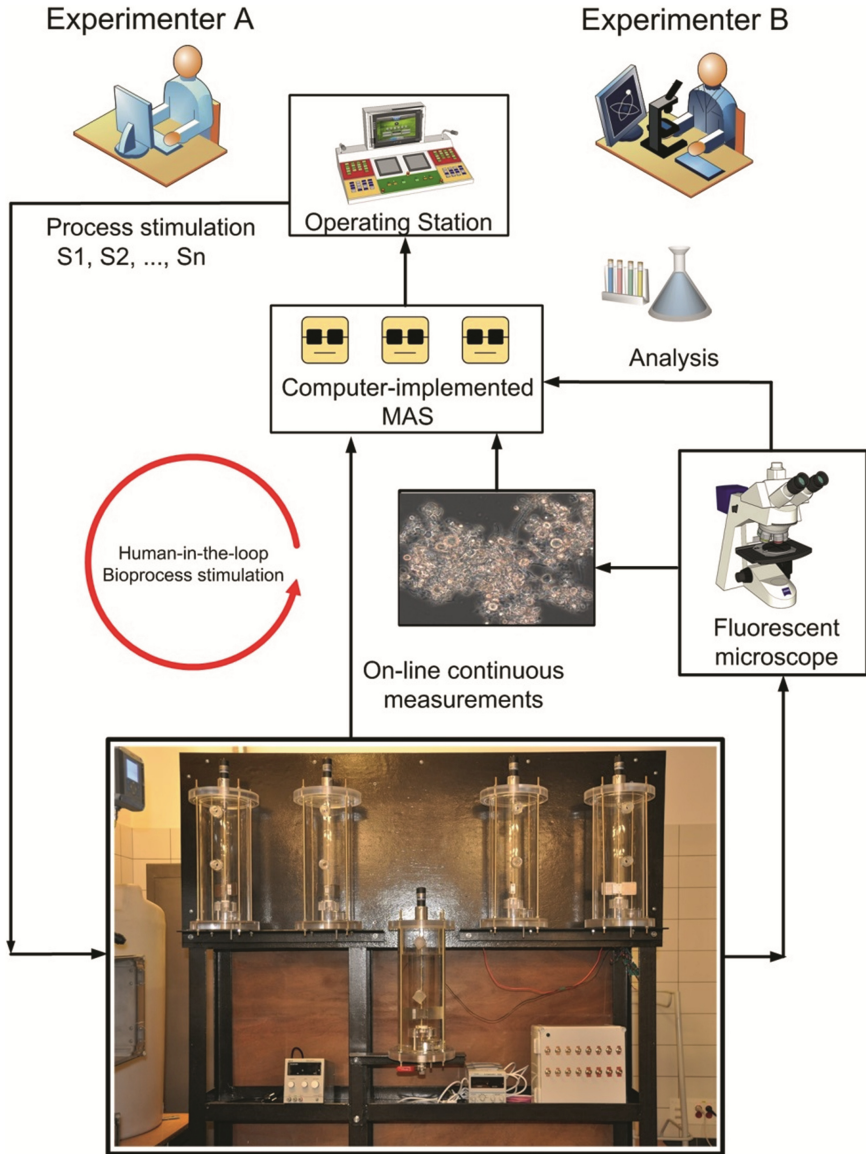 Experimenter A
Experimenter B
Operating Station
Process stimulation
S1, S2, ..., Sn
Analysis
Computer-implemented
MAS
Human-in-the-loop
Bioprocess stimulation
Fluorescent
microscope
On-line continuous
measurements